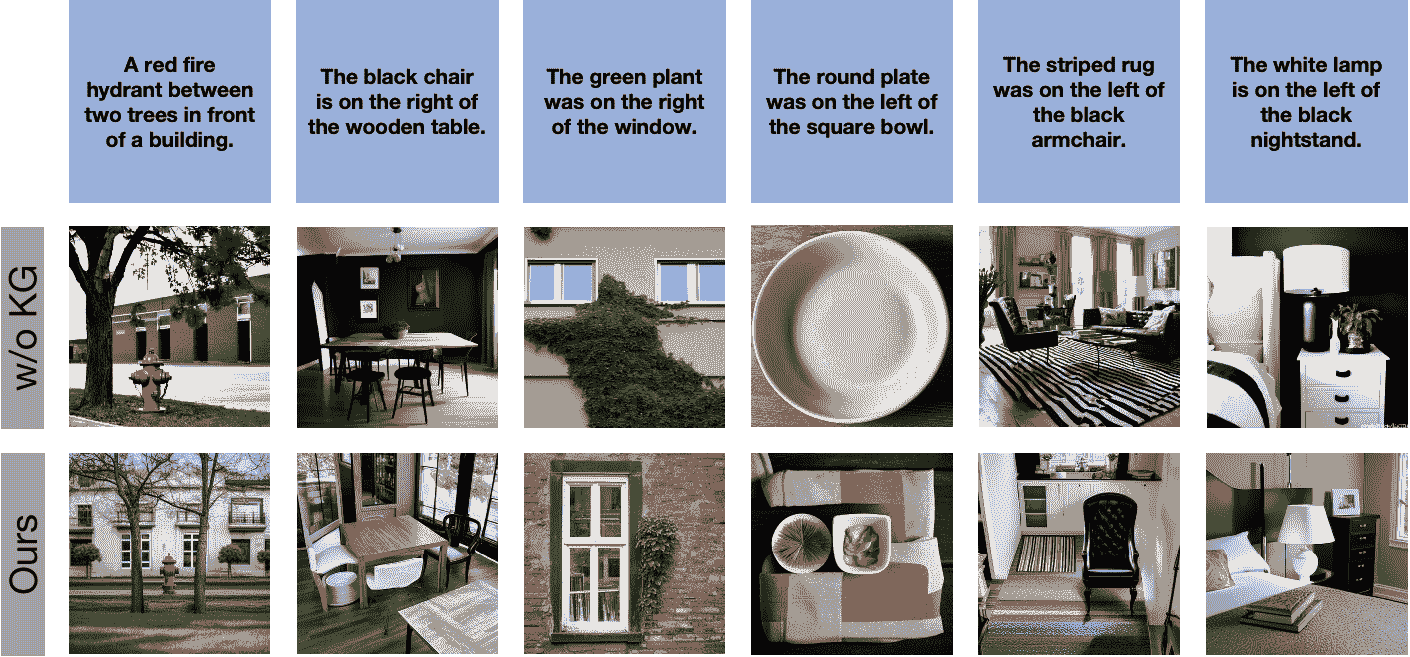 A red fire
hydrant between
two trees in front
of a building.
The black chair
is on the right of
the wooden table.
The green plant
was on the right
of the window.
The round plate
was on the left of
the square bowl.
The striped rug
was on the left of
the black
armchair.
The white lamp
is on the left of
the black
nightstand.
w/o KG
Ours